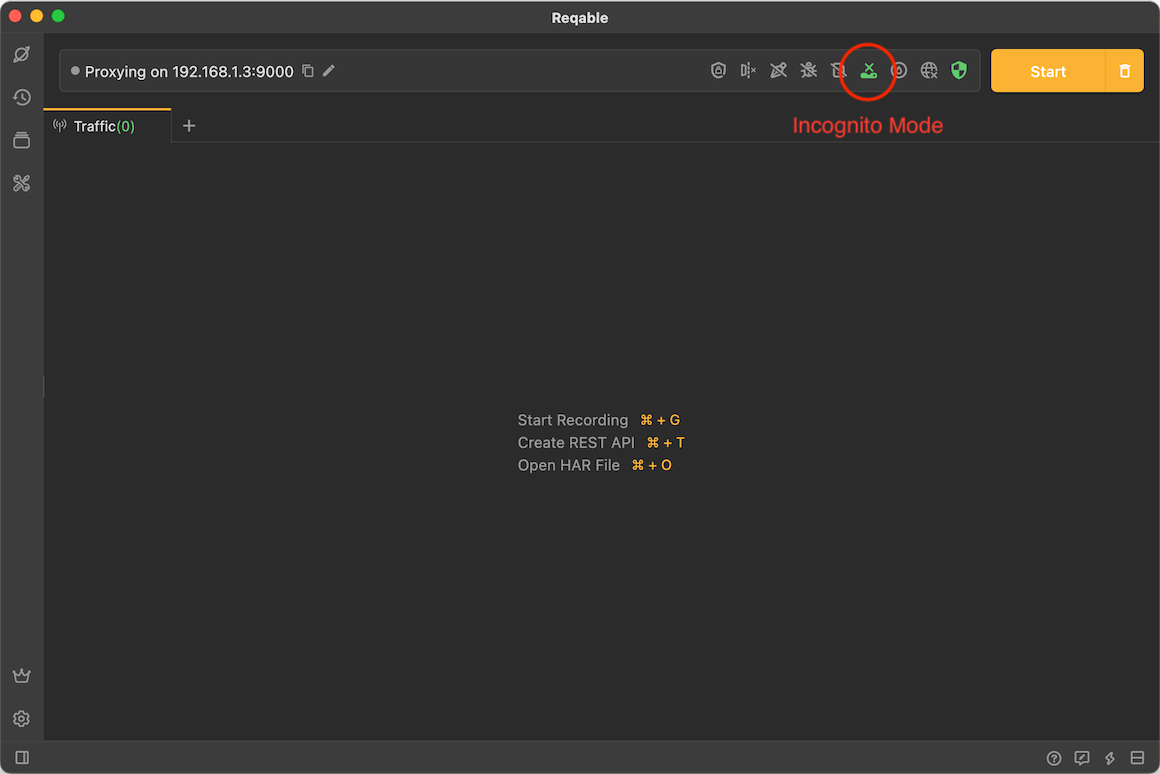 Reqable
Proxying on 192.168.1.3:9000
Start
Traffic(0)
Incognito Mode
Start Recording ⌘ + G
Create REST API ⌘ + T
Open HAR File ⌘ + O